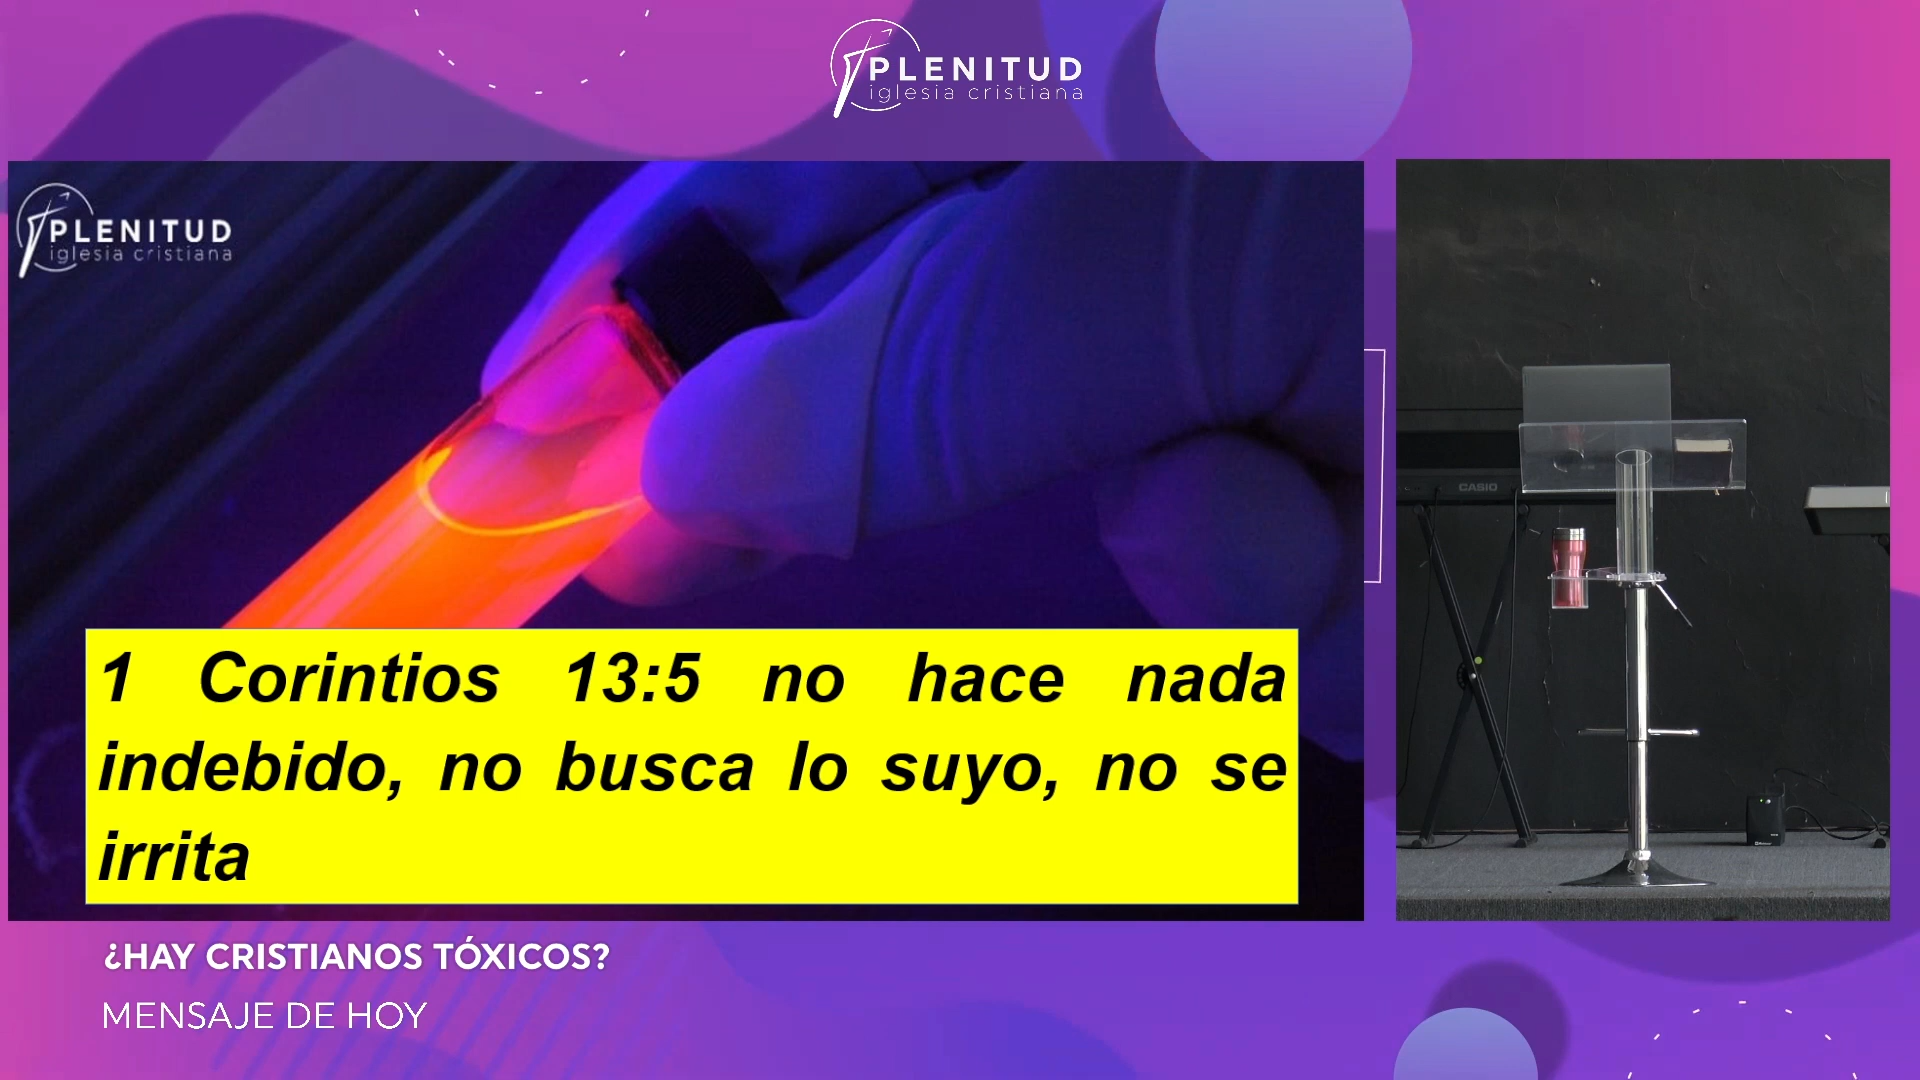 PLENITUD
iglesia cristiana
PLENITUD
iglesia cristiana
1 Corintios 13:5 no hace nada
indebido, no busca lo suyo, no se
irrita
CASIO
¿HAY CRISTIANOS TÓXICOS?
MENSAJE DE HOY